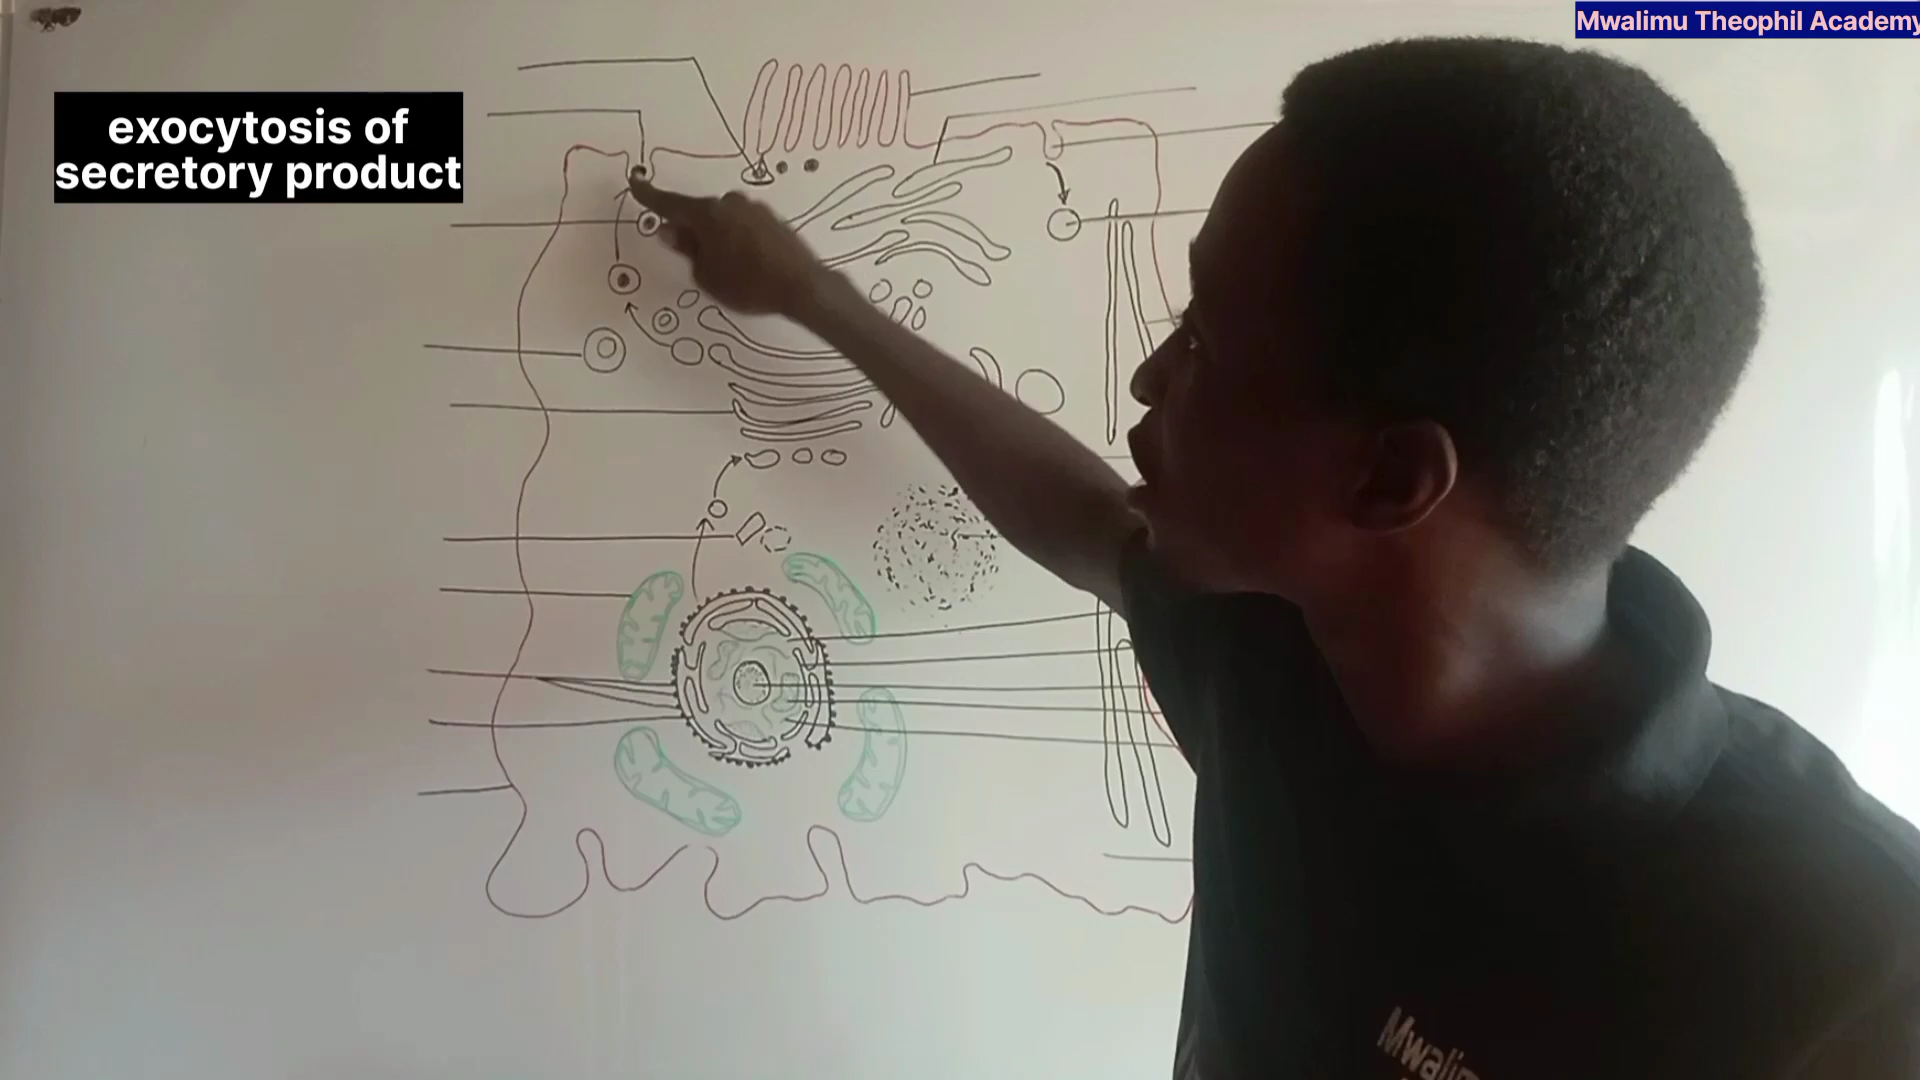 Mwalimu Theophil Academy
exocytosis of
secretory product